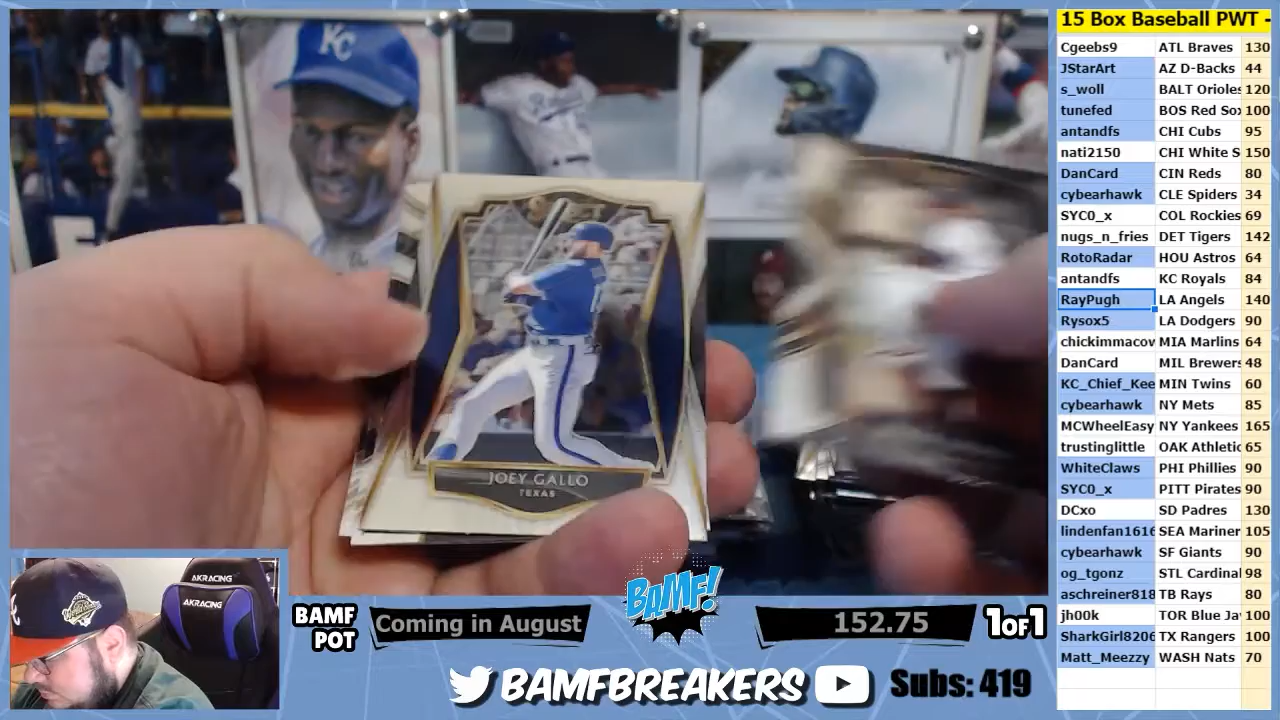 KC
JOEY GALLO
TEXAS
AKRACING
AKRACING
BAMF
POT
Coming in August
BAMF!
152.75
1OF1
BAMFBREAKERS
Subs: 419
15 Box Baseball PWT -
Cgeebs9 ATL Braves 130
JStarArt AZ D-Backs 44
s_woll BALT Orioles 120
tunefed BOS Red Sox 100
antandfs CHI Cubs 95
nati2150 CHI White S 150
DanCard CIN Reds 80
cybearhawk CLE Spiders 34
SYC0_x COL Rockies 69
nugs_n_fries DET Tigers 142
RotoRadar HOU Astros 64
antandfs KC Royals 84
RayPugh LA Angels 140
Rysox5 LA Dodgers 90
chickimmacov MIA Marlins 64
DanCard MIL Brewers 48
KC_Chief_Kee MIN Twins 60
cybearhawk NY Mets 85
MCWheelEasy NY Yankees 165
trustinglittle OAK Athletic 65
WhiteClaws PHI Phillies 90
SYC0_x PITT Pirates 90
DCxo SD Padres 130
lindenfan1616 SEA Mariner 105
cybearhawk SF Giants 90
og_tgonz STL Cardinal 98
aschreiner818 TB Rays 80
jh00k TOR Blue Ja 100
SharkGirl8206 TX Rangers 100
Matt_Meezzy WASH Nats 70